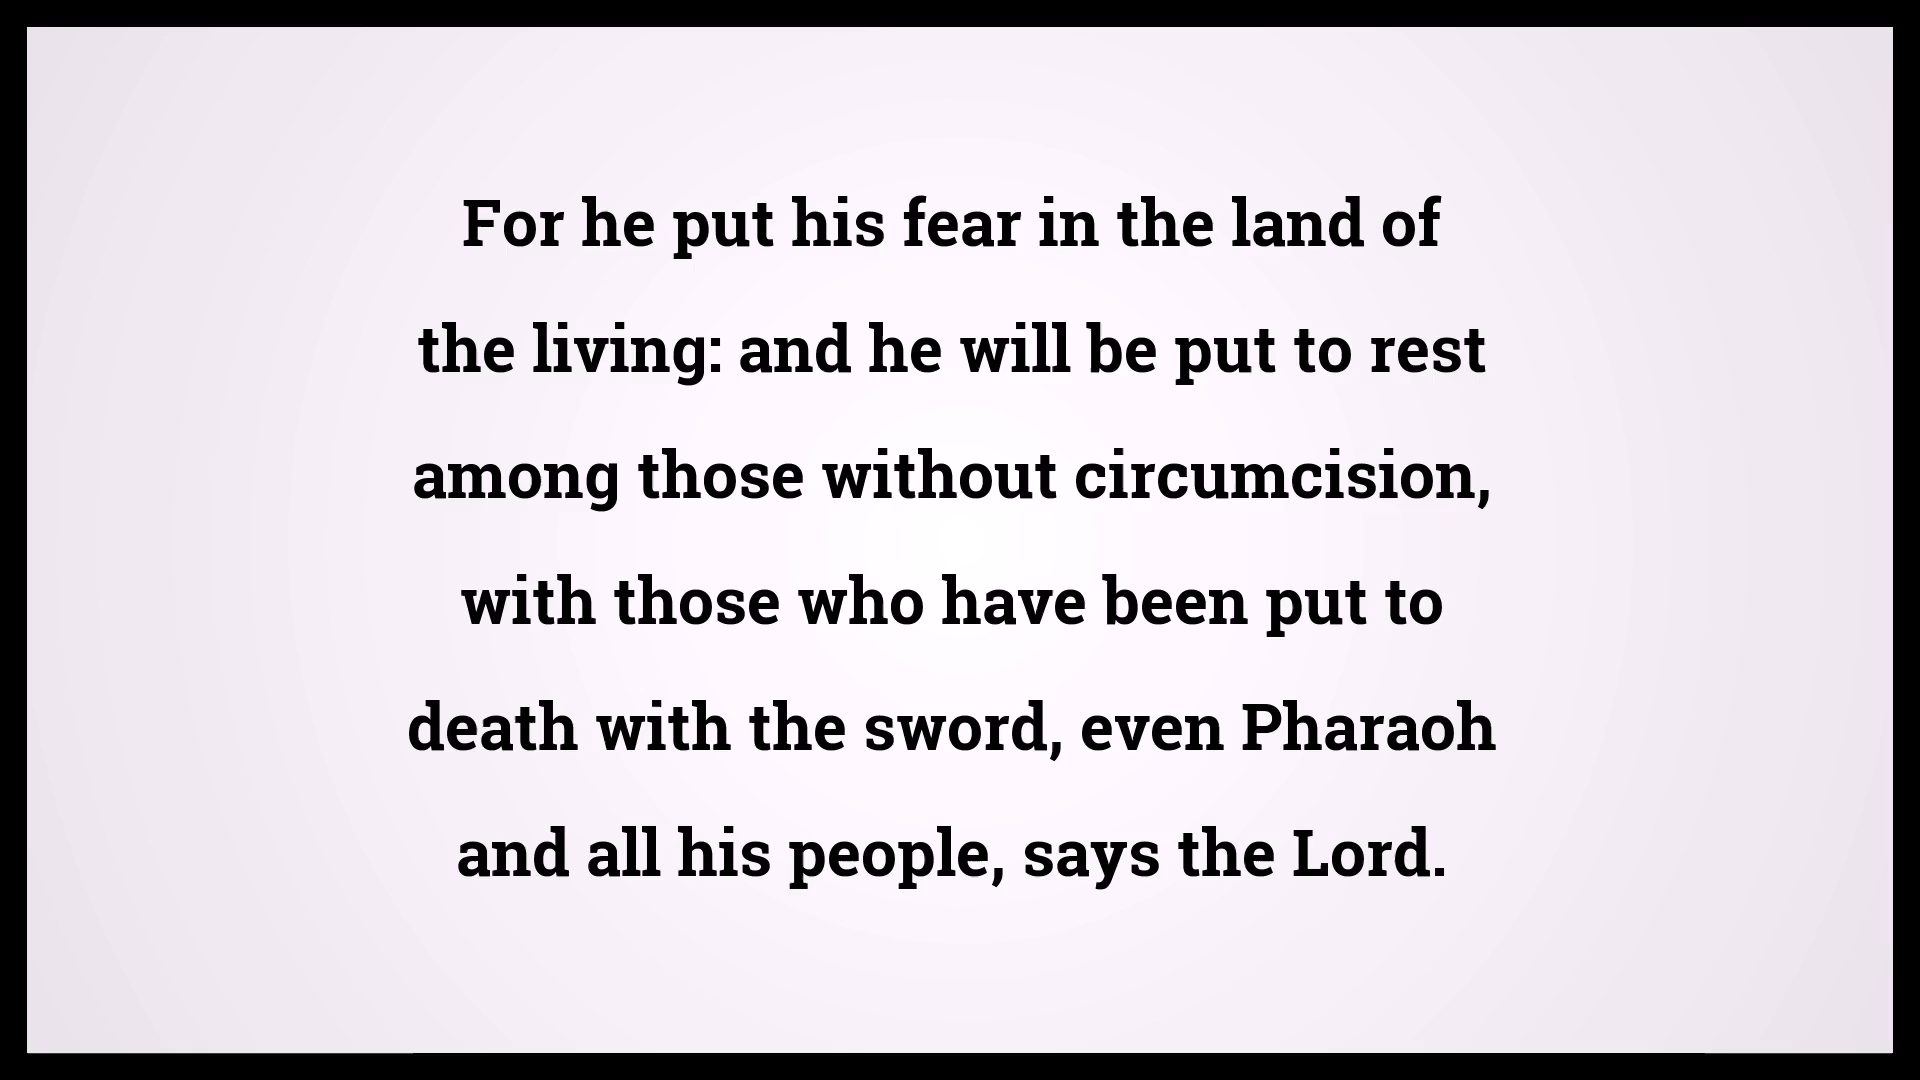 For he put his fear in the land of
the living: and he will be put to rest
among those without circumcision,
with those who have been put to
death with the sword, even Pharaoh
and all his people, says the Lord.